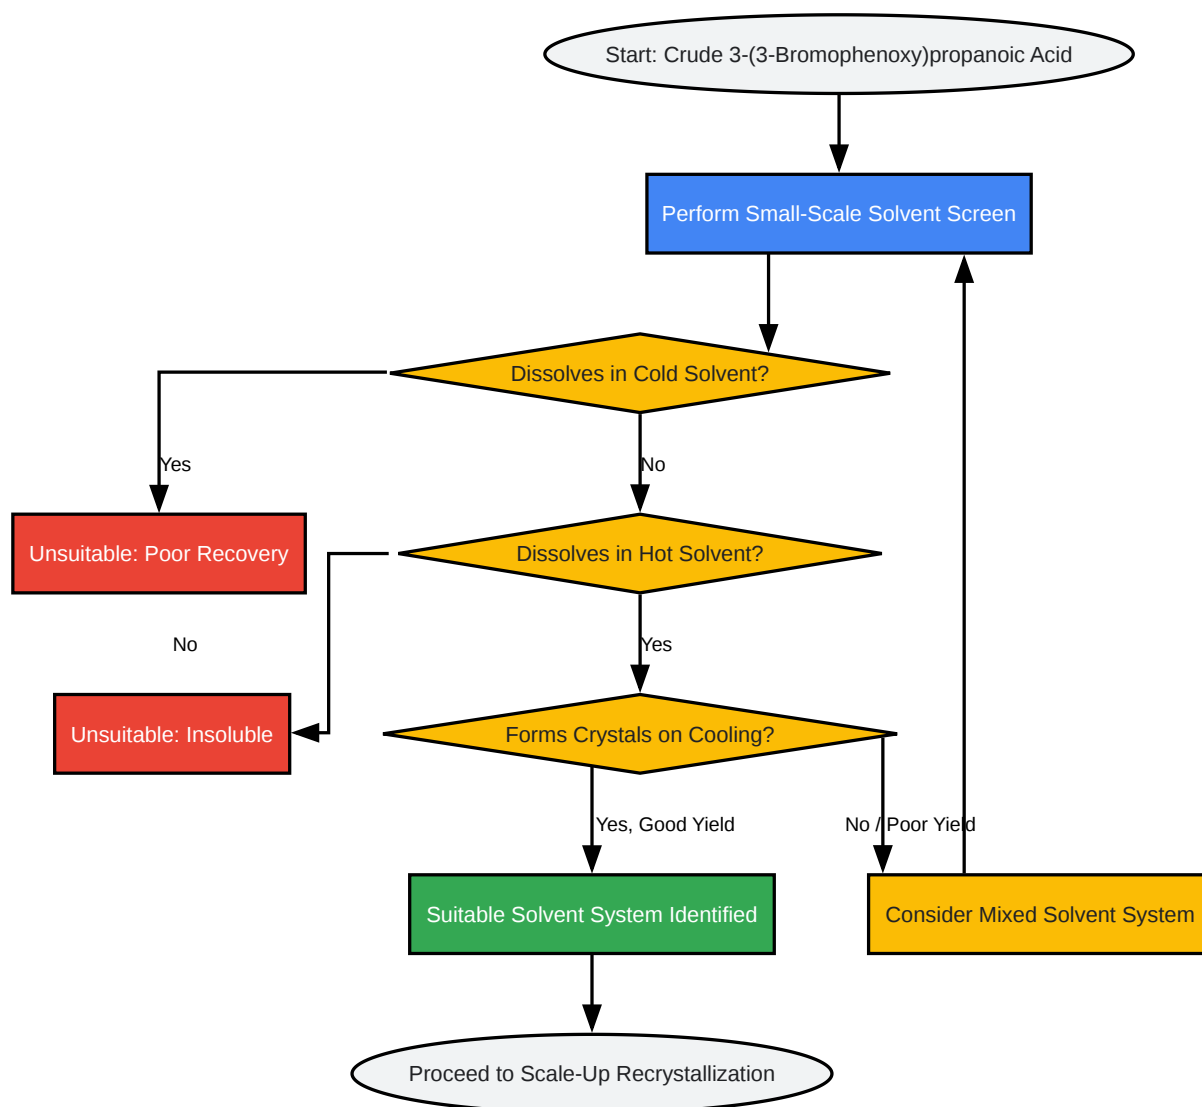 Start: Crude 3-(3-Bromophenoxy)propanoic Acid
Perform Small-Scale Solvent Screen
Dissolves in Cold Solvent?
Yes
No
Unsuitable: Poor Recovery
Dissolves in Hot Solvent?
No
Yes
Unsuitable: Insoluble
Forms Crystals on Cooling?
Yes, Good Yield
No / Poor Yield
Suitable Solvent System Identified
Consider Mixed Solvent System
Proceed to Scale-Up Recrystallization